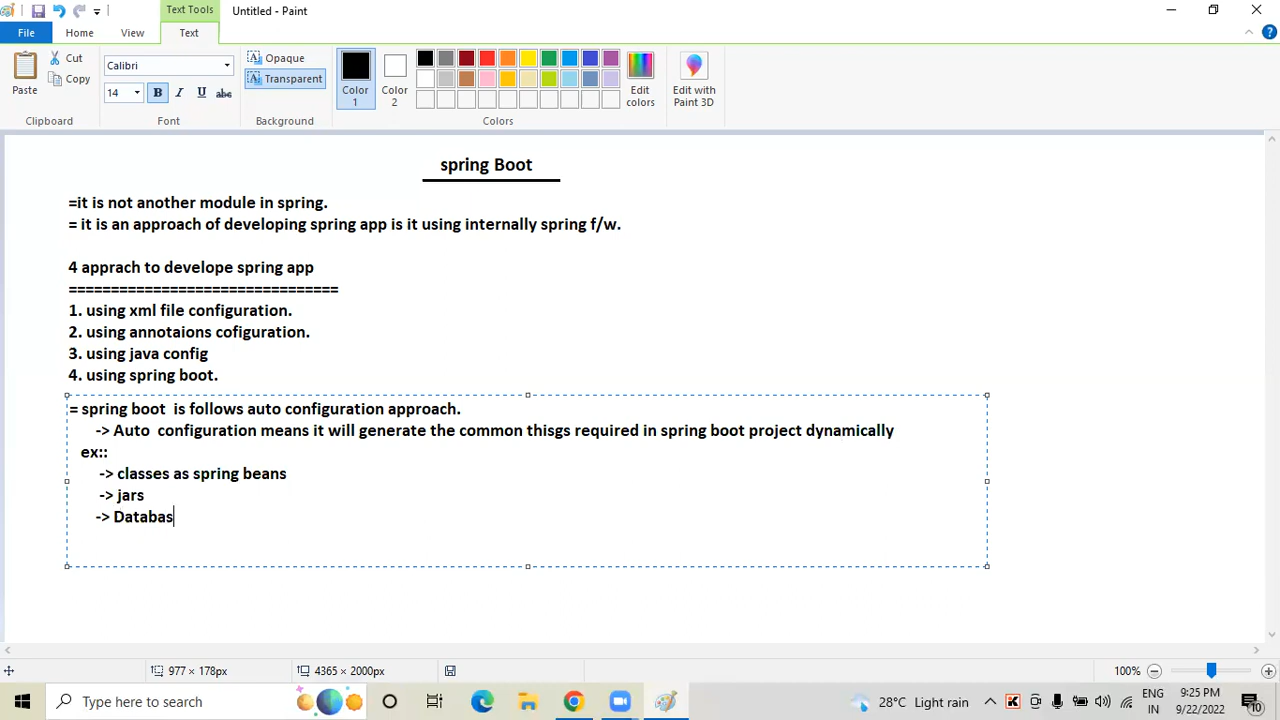 Text Tools
Untitled - Paint
File
Home
View
Text
Paste
Cut
Copy
Clipboard
Calibri
14
B I U abc
Font
Opaque
Transparent
Background
Color 1
Color 2
Edit colors
Colors
Edit with Paint 3D
spring Boot
=it is not another module in spring.
= it is an approach of developing spring app is it using internally spring f/w.
4 apprach to develope spring app
================================
1. using xml file configuration.
2. using annotaions cofiguration.
3. using java config
4. using spring boot.
= spring boot  is follows auto configuration approach.
-> Auto  configuration means it will generate the common thisgs required in spring boot project dynamically
ex::
-> classes as spring beans
-> jars
-> Databas
977 × 178px
4365 × 2000px
100%
Type here to search
28°C Light rain
ENG
IN
9:25 PM
9/22/2022
10